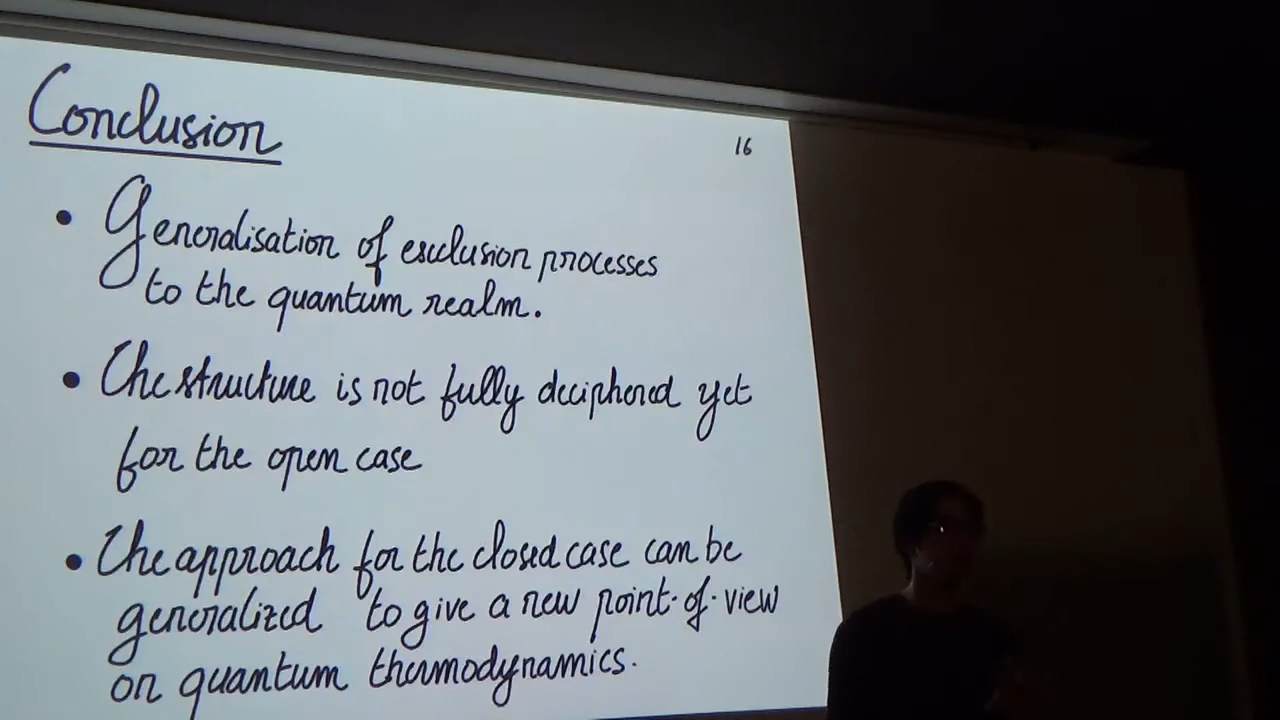 Conclusion
16
• Generalisation of exclusion processes
to the quantum realm.
• The structure is not fully deciphered yet
for the open case
• The approach for the closed case can be
generalized to give a new point-of-view
on quantum thermodynamics.